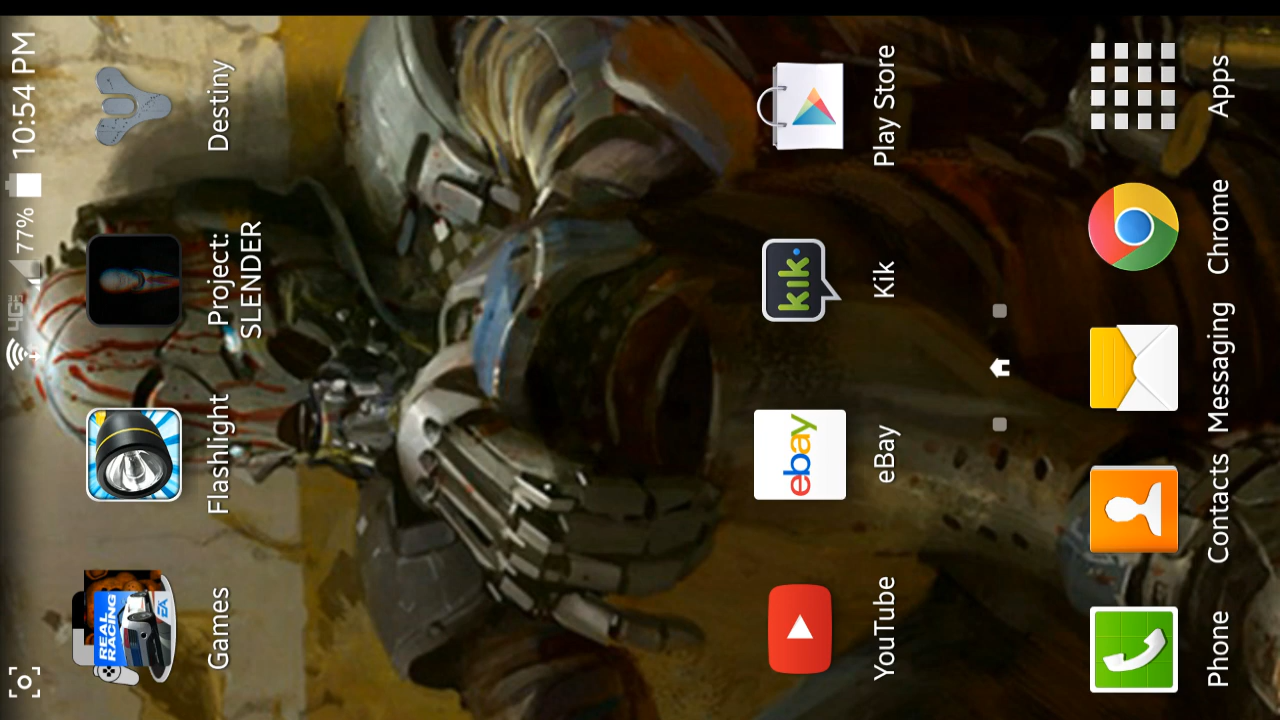 4G 77% 10:54 PM
REAL
RACING
EA
Games
Flashlight
Project:
SLENDER
Destiny
ebay
kik
YouTube
eBay
Kik
Play Store
Phone
Contacts
Messaging
Chrome
Apps